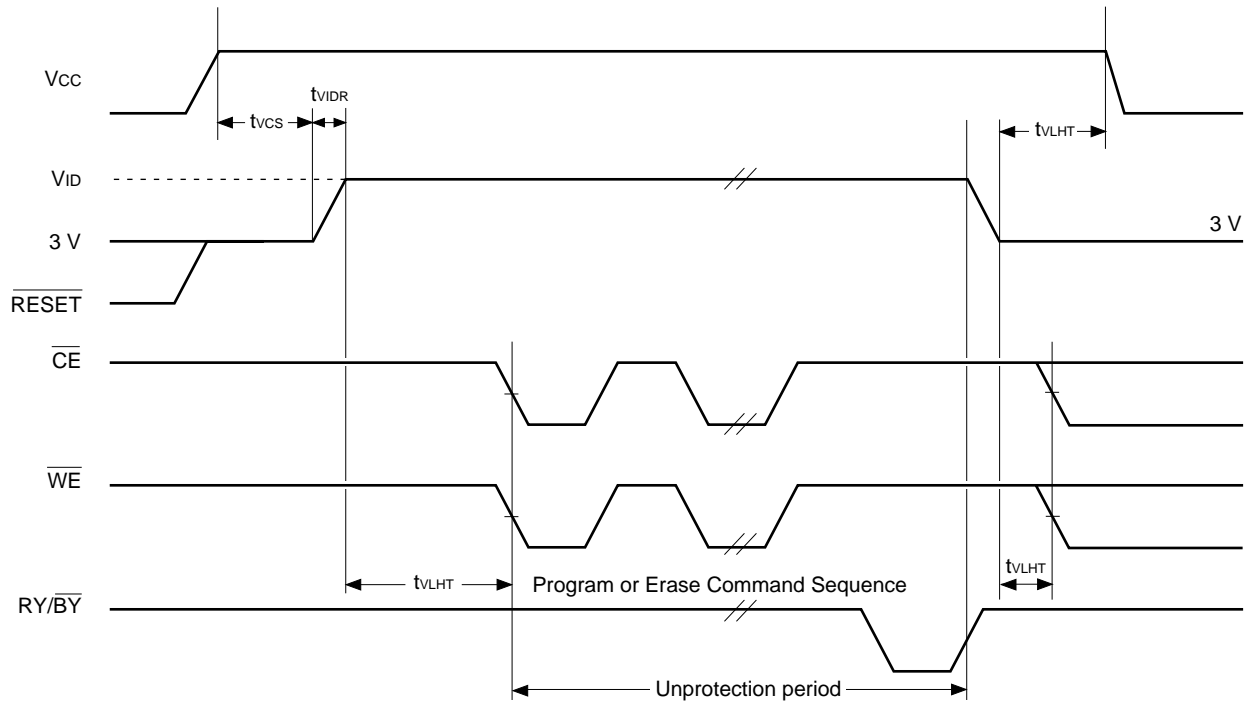 VCC
tVIDR
tVCS
tVLHT
VID
3 V
3 V
RESET
CE
WE
tVLHT
Program or Erase Command Sequence
tVLHT
RY/BY
Unprotection period